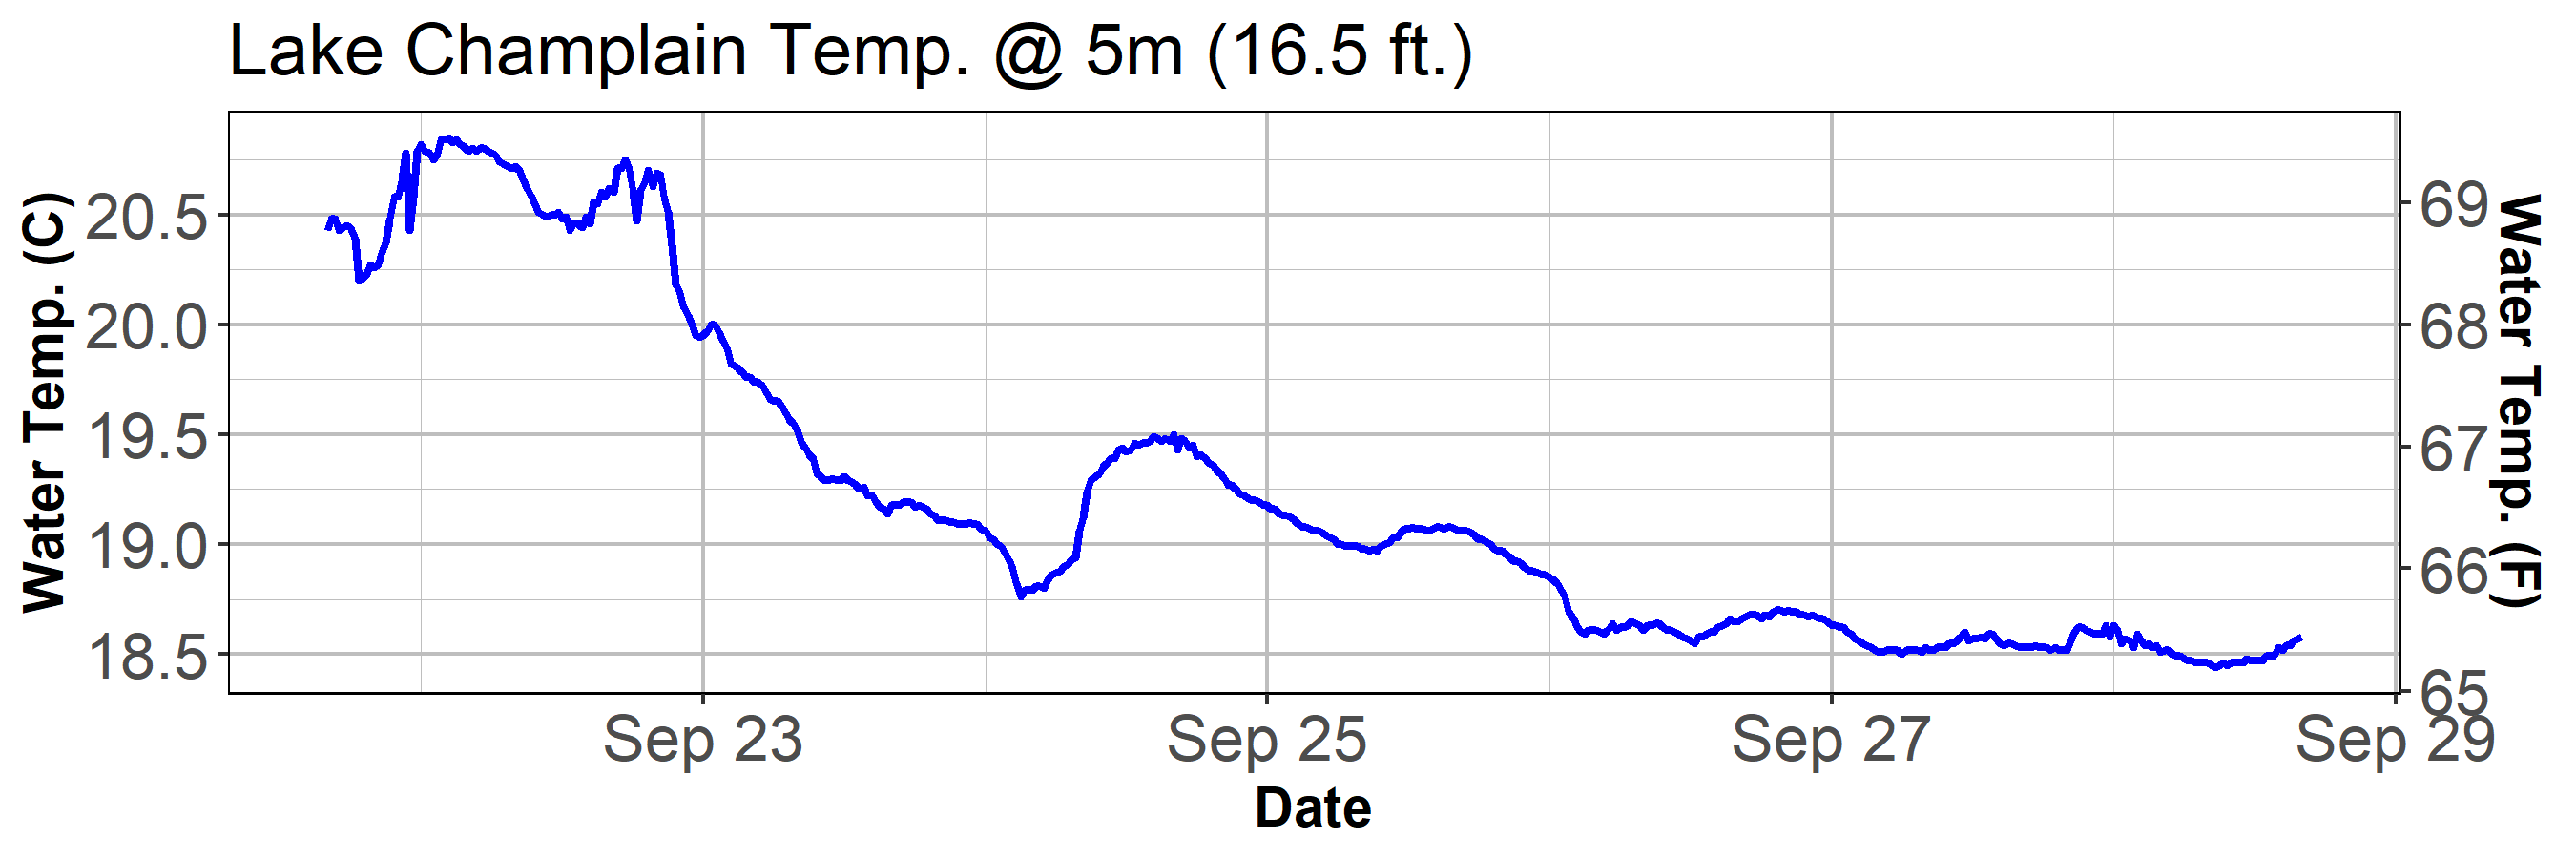 Lake Champlain Temp. @ 5m (16.5 ft.)
Water Temp. (C)
20.5
20.0
19.5
19.0
18.5
69
68
67
66
65
Water Temp. (F)
Sep 23
Sep 25
Sep 27
Sep 29
Date